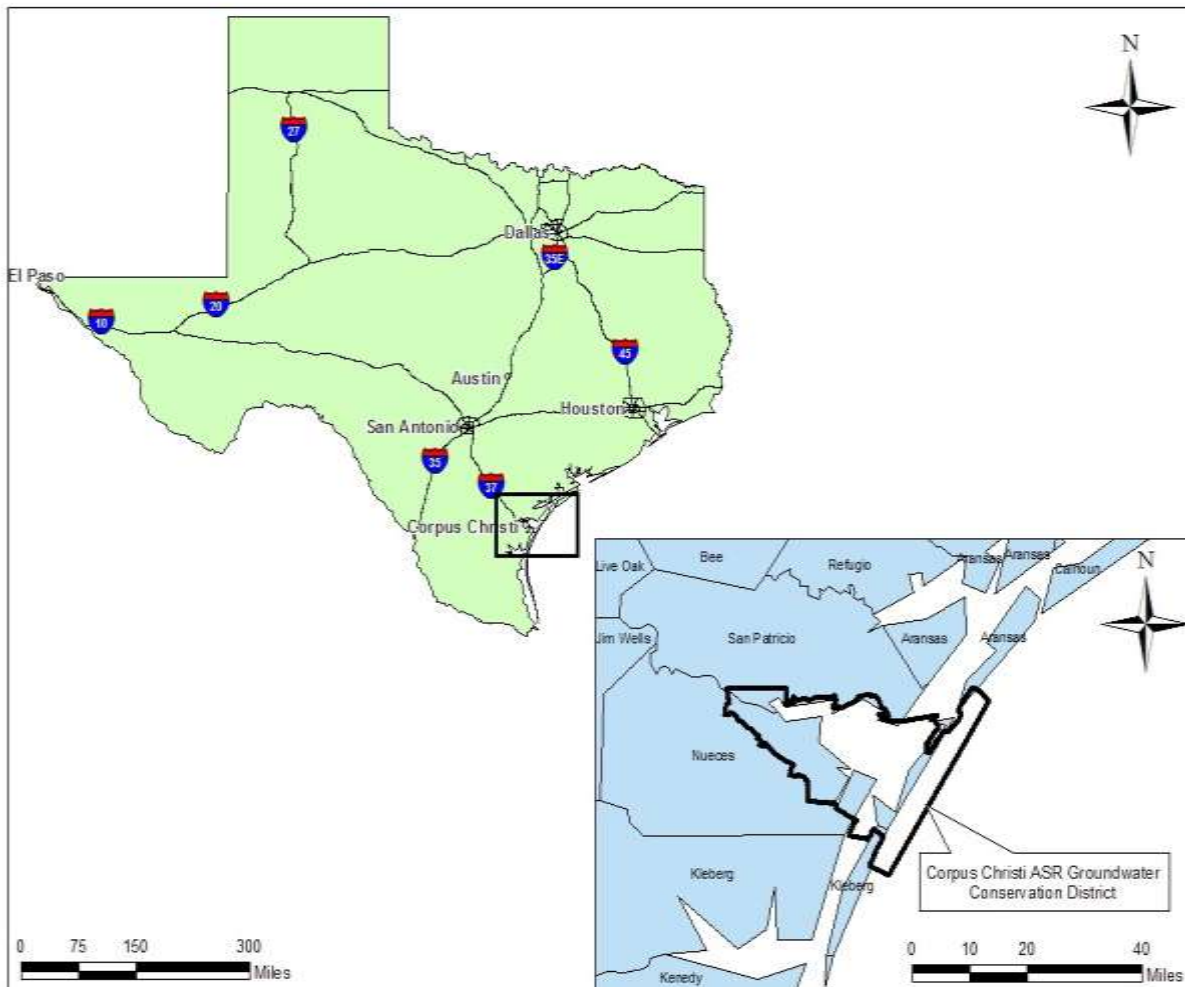 N
27
Dallas
35E
El Paso
20
10
45
Austin
Houston
San Antonio
35
37
Corpus Christi
0 75 150 300
Miles
N
Live Oak
Bee
Refugio
Aransas
Aransas
Calhoun
Jim Wells
San Patricio
Aransas
Aransas
Nueces
Kleberg
Kleberg
Kenedy
Corpus Christi ASR Groundwater
Conservation District
0 10 20 40
Miles